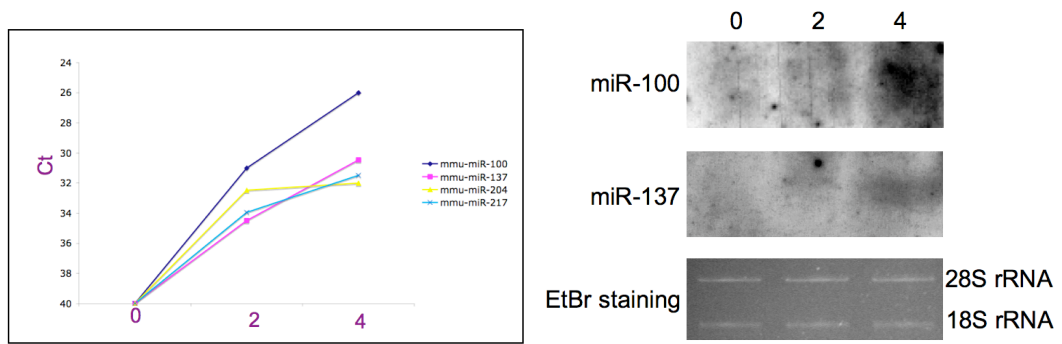 Ct
24
26
28
30
32
34
36
38
40
0
2
4
mmu-miR-100
mmu-miR-137
mmu-miR-204
mmu-miR-217
0 2 4
miR-100
miR-137
EtBr staining
28S rRNA
18S rRNA